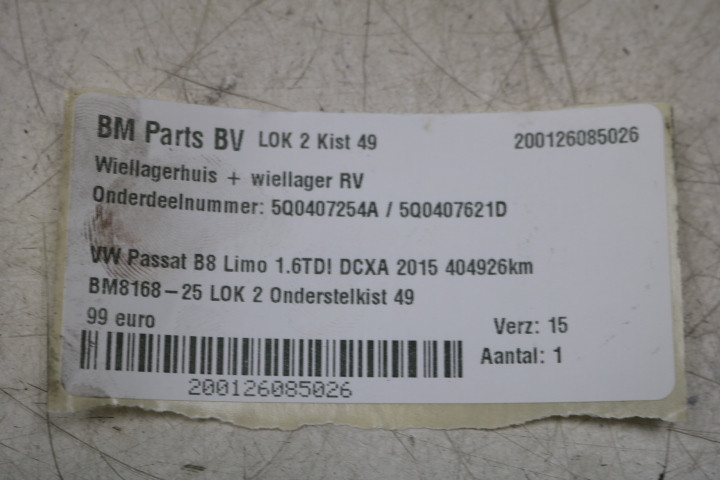 BM Parts BV LOK 2 Kist 49 200126085026
Wiellagerhuis + wiellager RV
Onderdeelnummer: 5Q0407254A / 5Q0407621D
VW Passat B8 Limo 1.6TD! DCXA 2015 404926km
BM8168-25 LOK 2 Onderstelkist 49
99 euro Verz: 15
Aantal: 1
200126085026